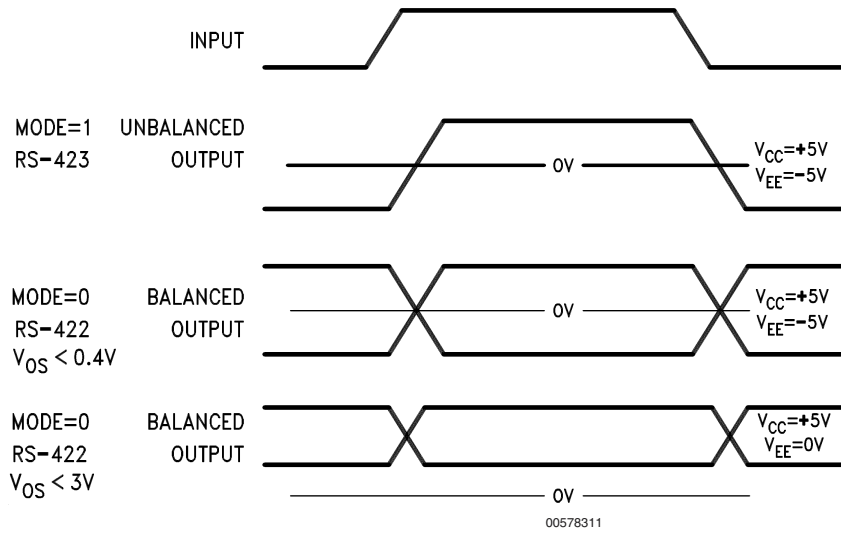 INPUT
MODE=1 UNBALANCED
RS-423 OUTPUT
0V
VCC=+5V
VEE=-5V
MODE=0 BALANCED
RS-422 OUTPUT
VOS < 0.4V
0V
VCC=+5V
VEE=-5V
MODE=0 BALANCED
RS-422 OUTPUT
VOS < 3V
VCC=+5V
VEE=0V
0V
00578311